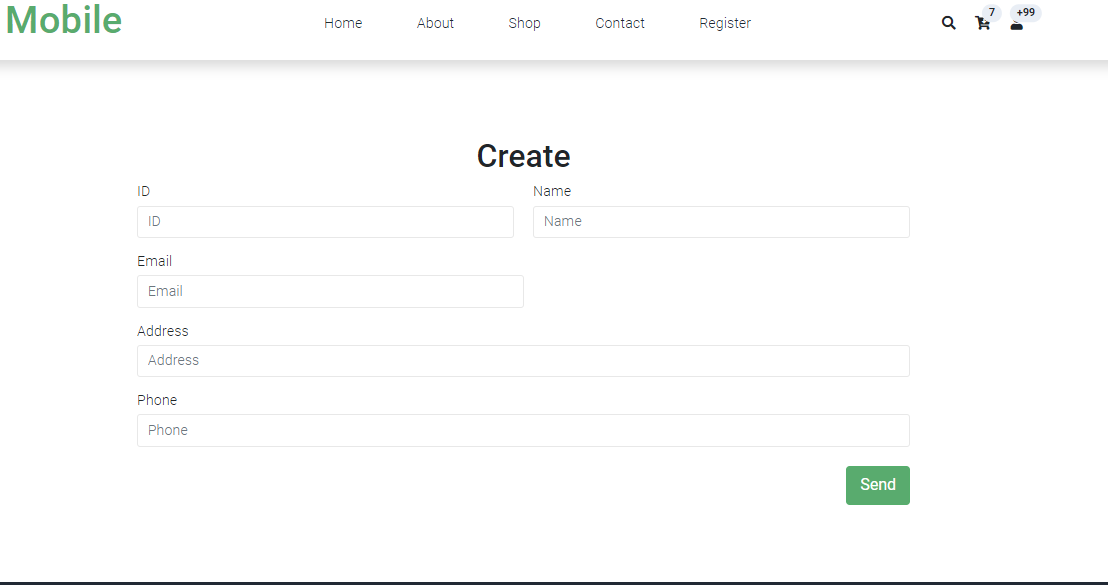 Mobile
Home About Shop Contact Register 7 +99
Create
ID Name
ID Name
Email
Email
Address
Address
Phone
Phone
Send